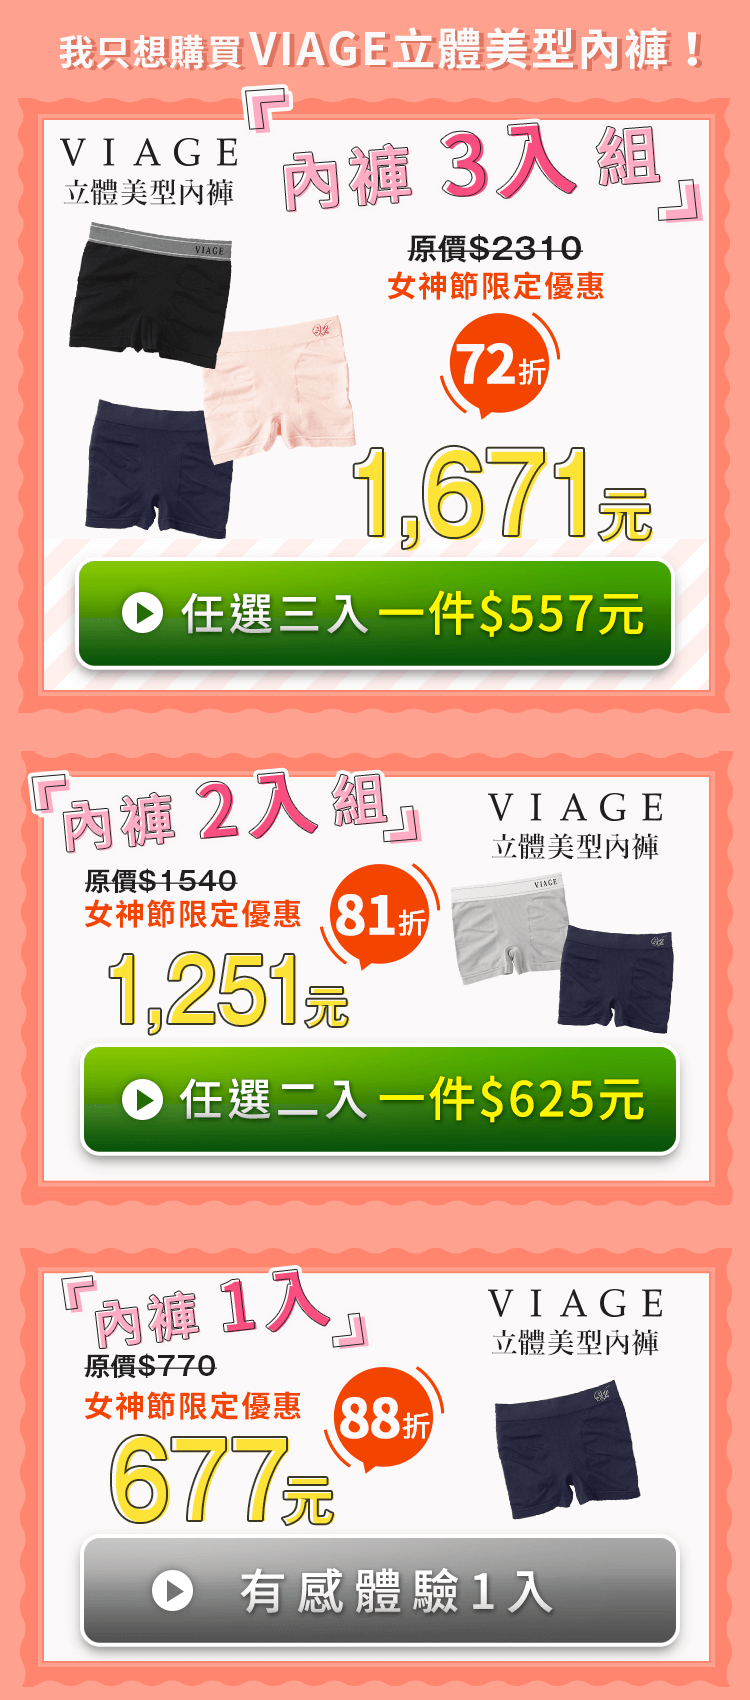 我只想購買VIAGE立體美型內褲！
「內褲3入組」
VIAGE
立體美型內褲
VIAGE
原價$2310
女神節限定優惠
72折
1,671元
任選三入一件$557元
「內褲2入組」
VIAGE
立體美型內褲
原價$1540
女神節限定優惠
81折
VIAGE
1,251元
任選二入一件$625元
「內褲1入」
VIAGE
立體美型內褲
原價$770
女神節限定優惠
88折
677元
有感體驗1入